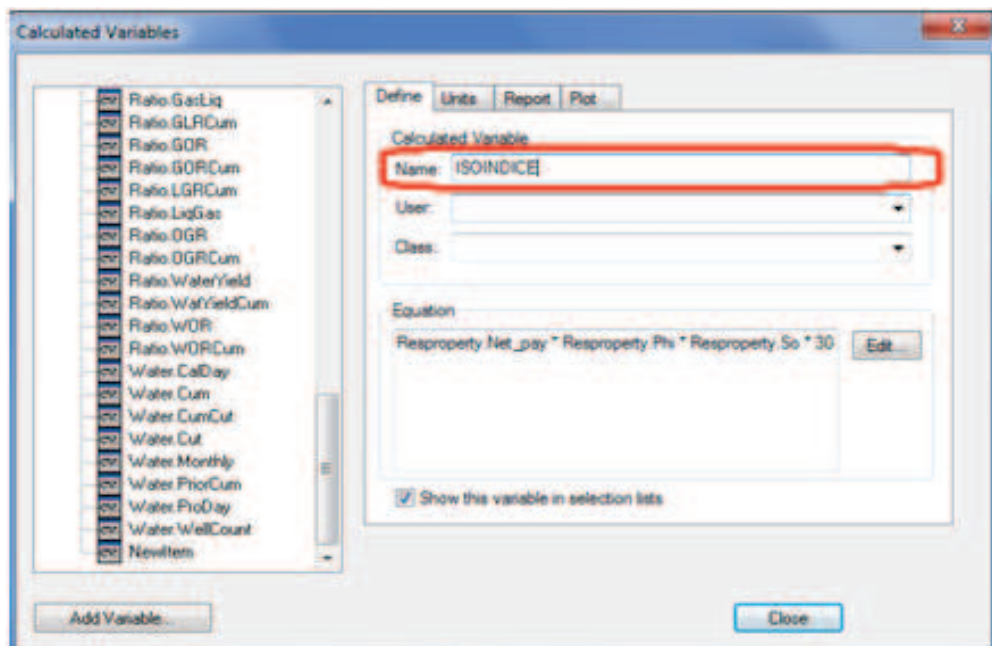 Calculated Variables
Ratio.GasLiq
Ratio.GLRCum
Ratio.GOR
Ratio.GORCum
Ratio.LGRCum
Ratio.LiqGas
Ratio.OGR
Ratio.OGRCum
Ratio.WaterYield
Ratio.WatYieldCum
Ratio.WOR
Ratio.WORCum
Water.CalDay
Water.Cum
Water.CumCut
Water.Cut
Water.Monthly
Water.PriorCum
Water.ProDay
Water.WellCount
NewItem
Add Variable...
Define Units Report Plot
Calculated Variable
Name: ISOINDICE
User:
Class:
Equation
Resproperty.Net_pay * Resproperty.Phi * Resproperty.So * 30
Edit...
Show this variable in selection lists
Close